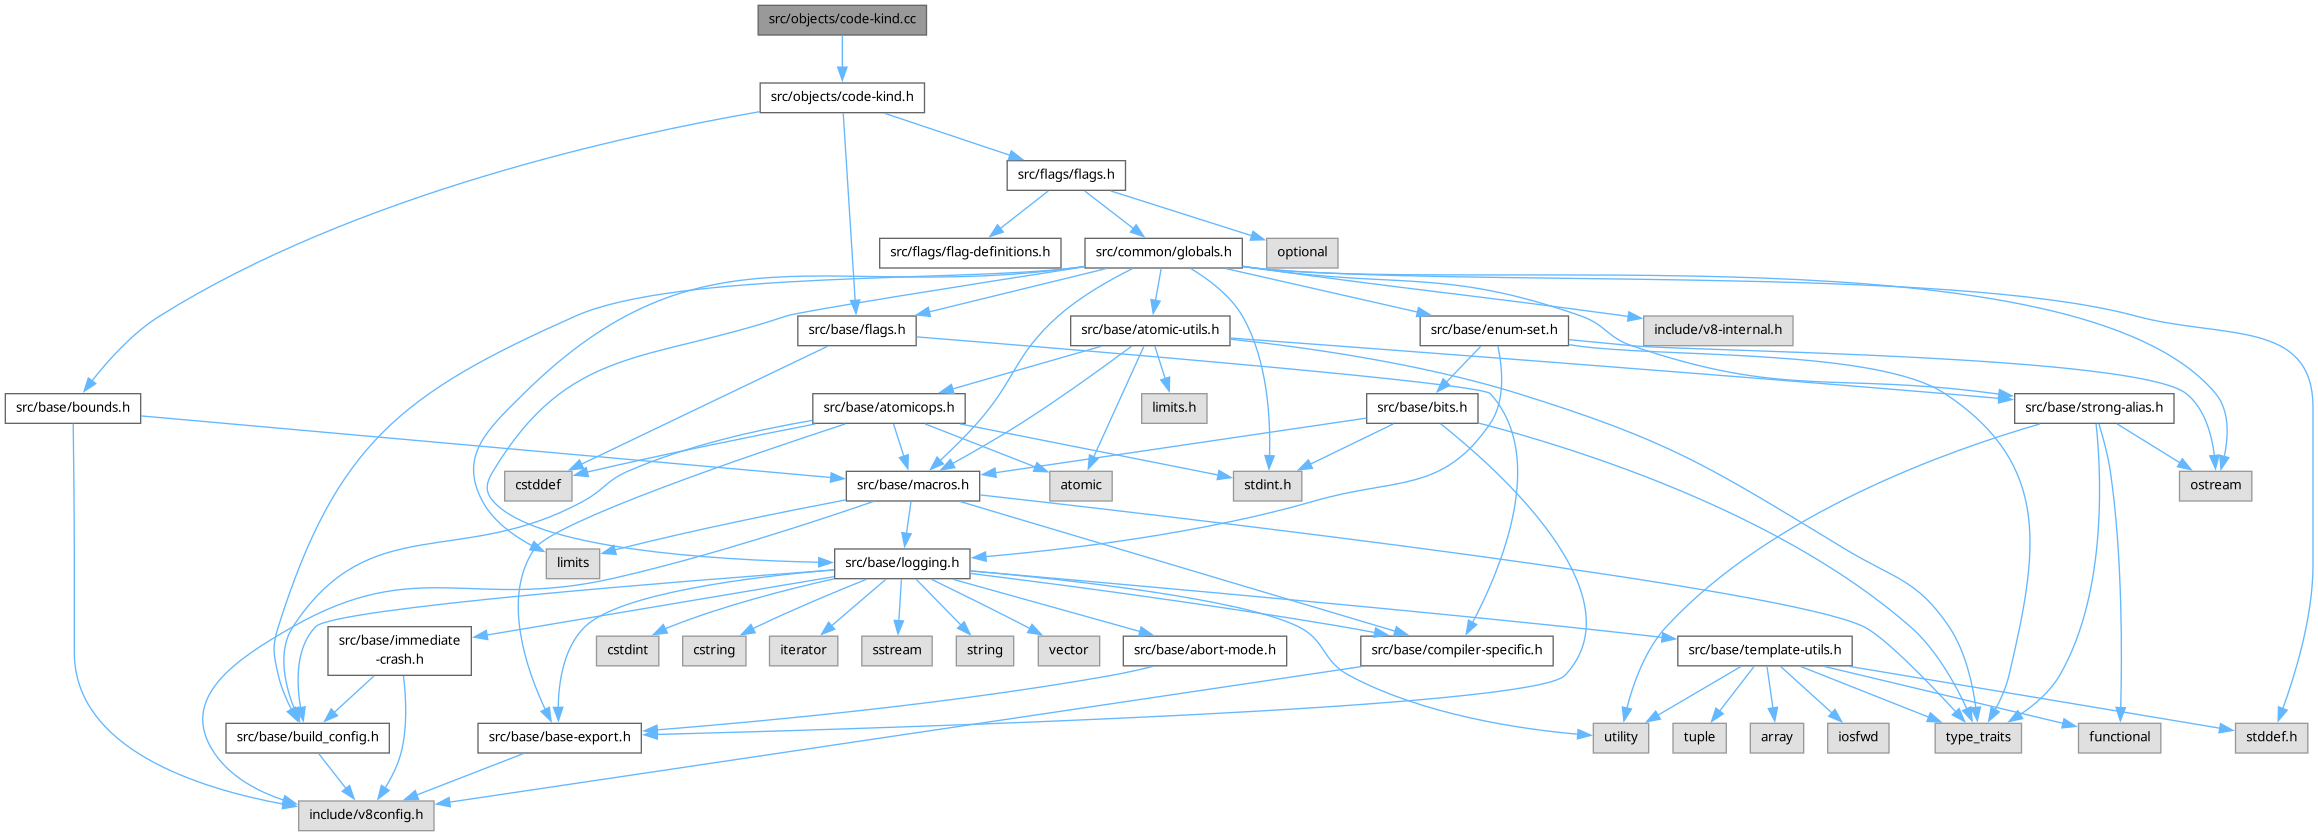 src/objects/code-kind.cc
src/objects/code-kind.h
src/flags/flags.h
src/flags/flag-definitions.h
src/common/globals.h
optional
src/base/flags.h
src/base/atomic-utils.h
src/base/enum-set.h
include/v8-internal.h
src/base/bounds.h
src/base/atomicops.h
limits.h
src/base/bits.h
src/base/strong-alias.h
cstddef
src/base/macros.h
atomic
stdint.h
ostream
limits
src/base/logging.h
src/base/immediate
-crash.h
cstdint
cstring
iterator
sstream
string
vector
src/base/abort-mode.h
src/base/compiler-specific.h
src/base/template-utils.h
src/base/build_config.h
src/base/base-export.h
utility
tuple
array
iosfwd
type_traits
functional
stddef.h
include/v8config.h